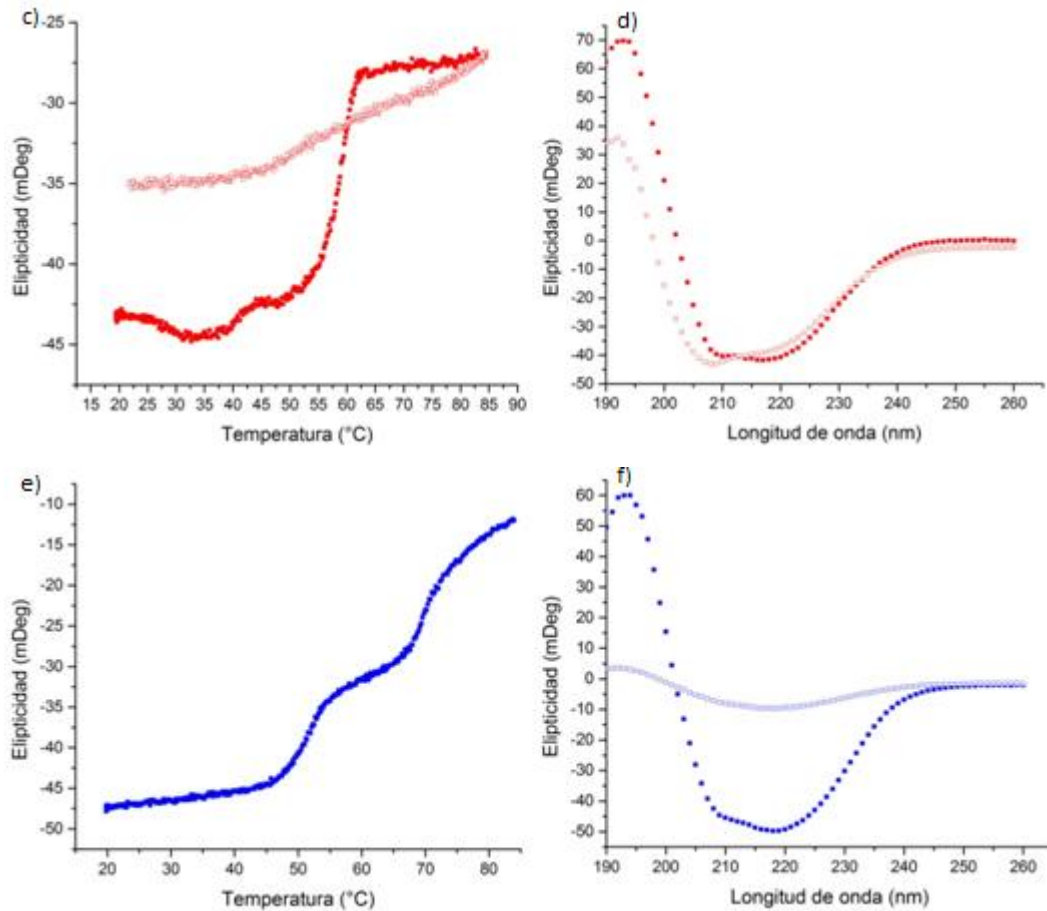 c)
-25
-30
-35
-40
-45
Elipticidad (mDeg)
15 20 25 30 35 40 45 50 55 60 65 70 75 80 85 90
Temperatura (°C)
d)
70
60
50
40
30
20
10
0
-10
-20
-30
-40
-50
Elipticidad (mDeg)
190 200 210 220 230 240 250 260
Longitud de onda (nm)
e)
-10
-15
-20
-25
-30
-35
-40
-45
-50
Elipticidad (mDeg)
20 30 40 50 60 70 80
Temperatura (°C)
f)
60
50
40
30
20
10
0
-10
-20
-30
-40
-50
Elipticidad (mDeg)
190 200 210 220 230 240 250 260
Longitud de onda (nm)